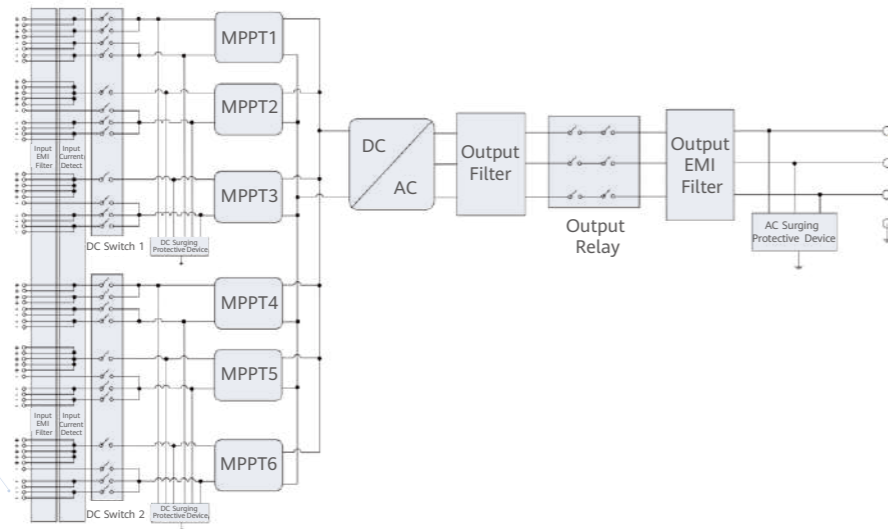 MPPT1
MPPT2
MPPT3
Input
EMI
Filter
Input
Current
Detect
DC Switch 1
DC Surging
Protective Device
DC
AC
Output
Filter
Output
Relay
Output
EMI
Filter
AC Surging
Protective Device
MPPT4
MPPT5
MPPT6
Input
EMI
Filter
Input
Current
Detect
DC Switch 2
DC Surging
Protective Device